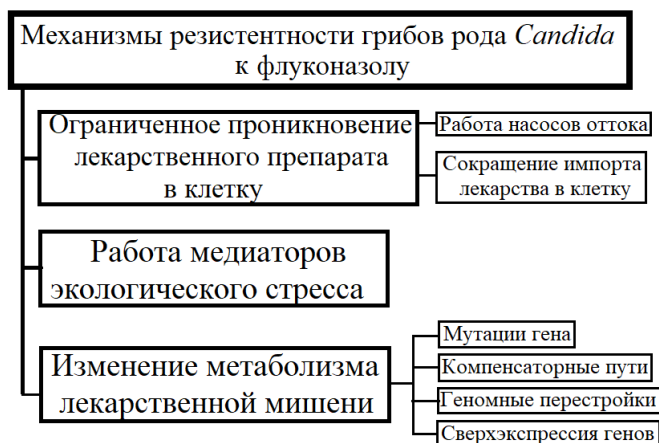 Механизмы резистентности грибов рода Candida
к флуконазолу
Ограниченное проникновение
лекарственного препарата
в клетку
Работа насосов оттока
Сокращение импорта
лекарства в клетку
Работа медиаторов
экологического стресса
Изменение метаболизма
лекарственной мишени
Мутации гена
Компенсаторные пути
Геномные перестройки
Сверхэкспрессия генов